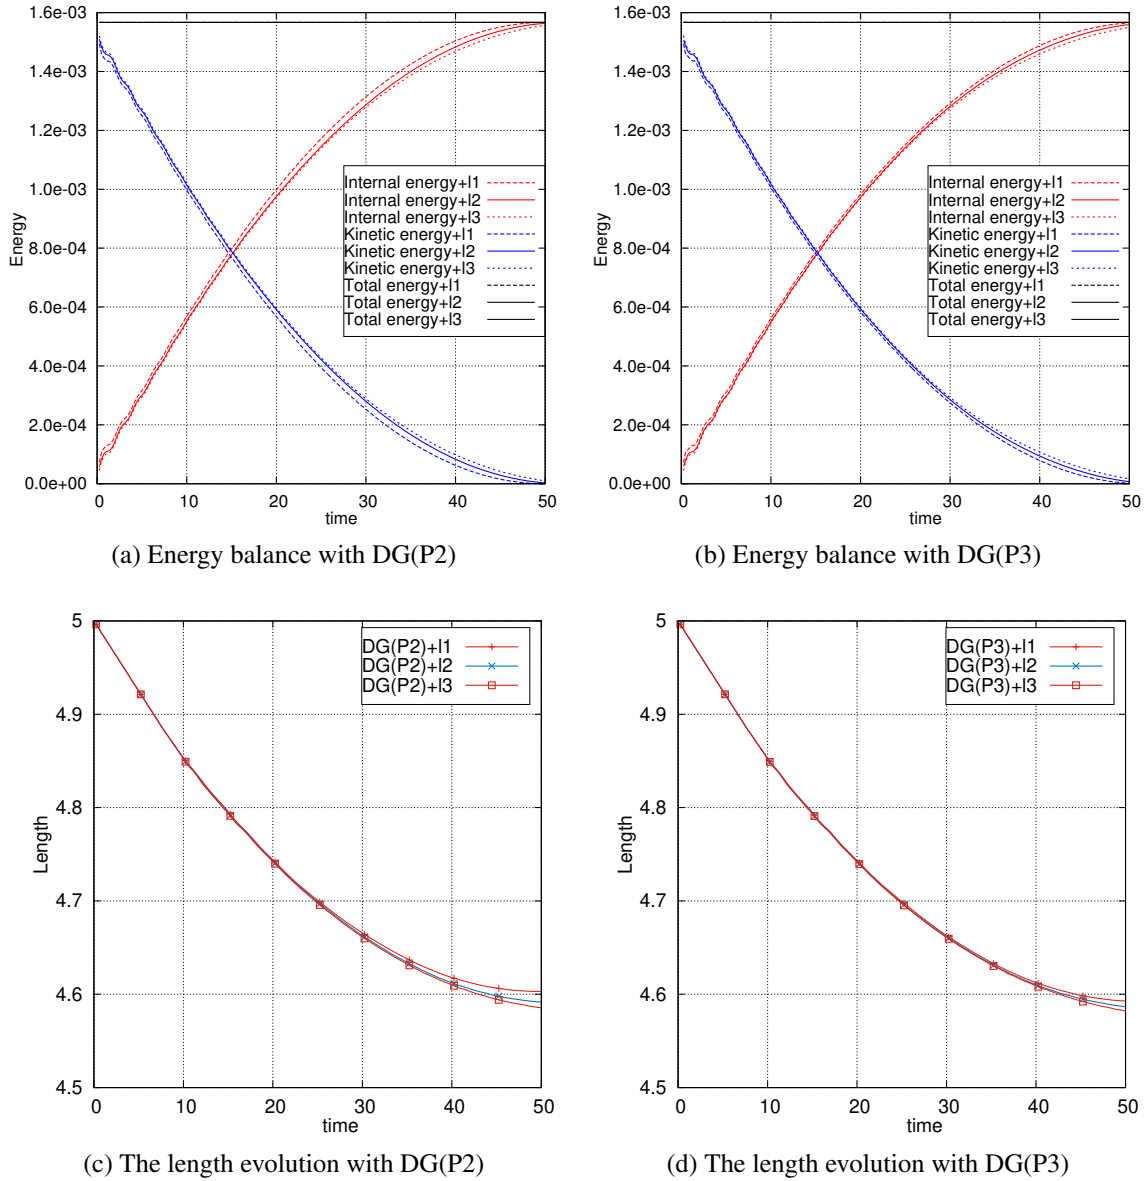 1.6e-03
1.4e-03
1.2e-03
1.0e-03
8.0e-04
6.0e-04
4.0e-04
2.0e-04
0.0e+00
Energy
Internal energy+l1
Internal energy+l2
Internal energy+l3
Kinetic energy+l1
Kinetic energy+l2
Kinetic energy+l3
Total energy+l1
Total energy+l2
Total energy+l3
0 10 20 30 40 50
time
(a) Energy balance with DG(P2)
1.6e-03
1.4e-03
1.2e-03
1.0e-03
8.0e-04
6.0e-04
4.0e-04
2.0e-04
0.0e+00
Energy
Internal energy+l1
Internal energy+l2
Internal energy+l3
Kinetic energy+l1
Kinetic energy+l2
Kinetic energy+l3
Total energy+l1
Total energy+l2
Total energy+l3
0 10 20 30 40 50
time
(b) Energy balance with DG(P3)
5
4.9
4.8
4.7
4.6
4.5
Length
DG(P2)+l1
DG(P2)+l2
DG(P2)+l3
0 10 20 30 40 50
time
(c) The length evolution with DG(P2)
5
4.9
4.8
4.7
4.6
4.5
Length
DG(P3)+l1
DG(P3)+l2
DG(P3)+l3
0 10 20 30 40 50
time
(d) The length evolution with DG(P3)